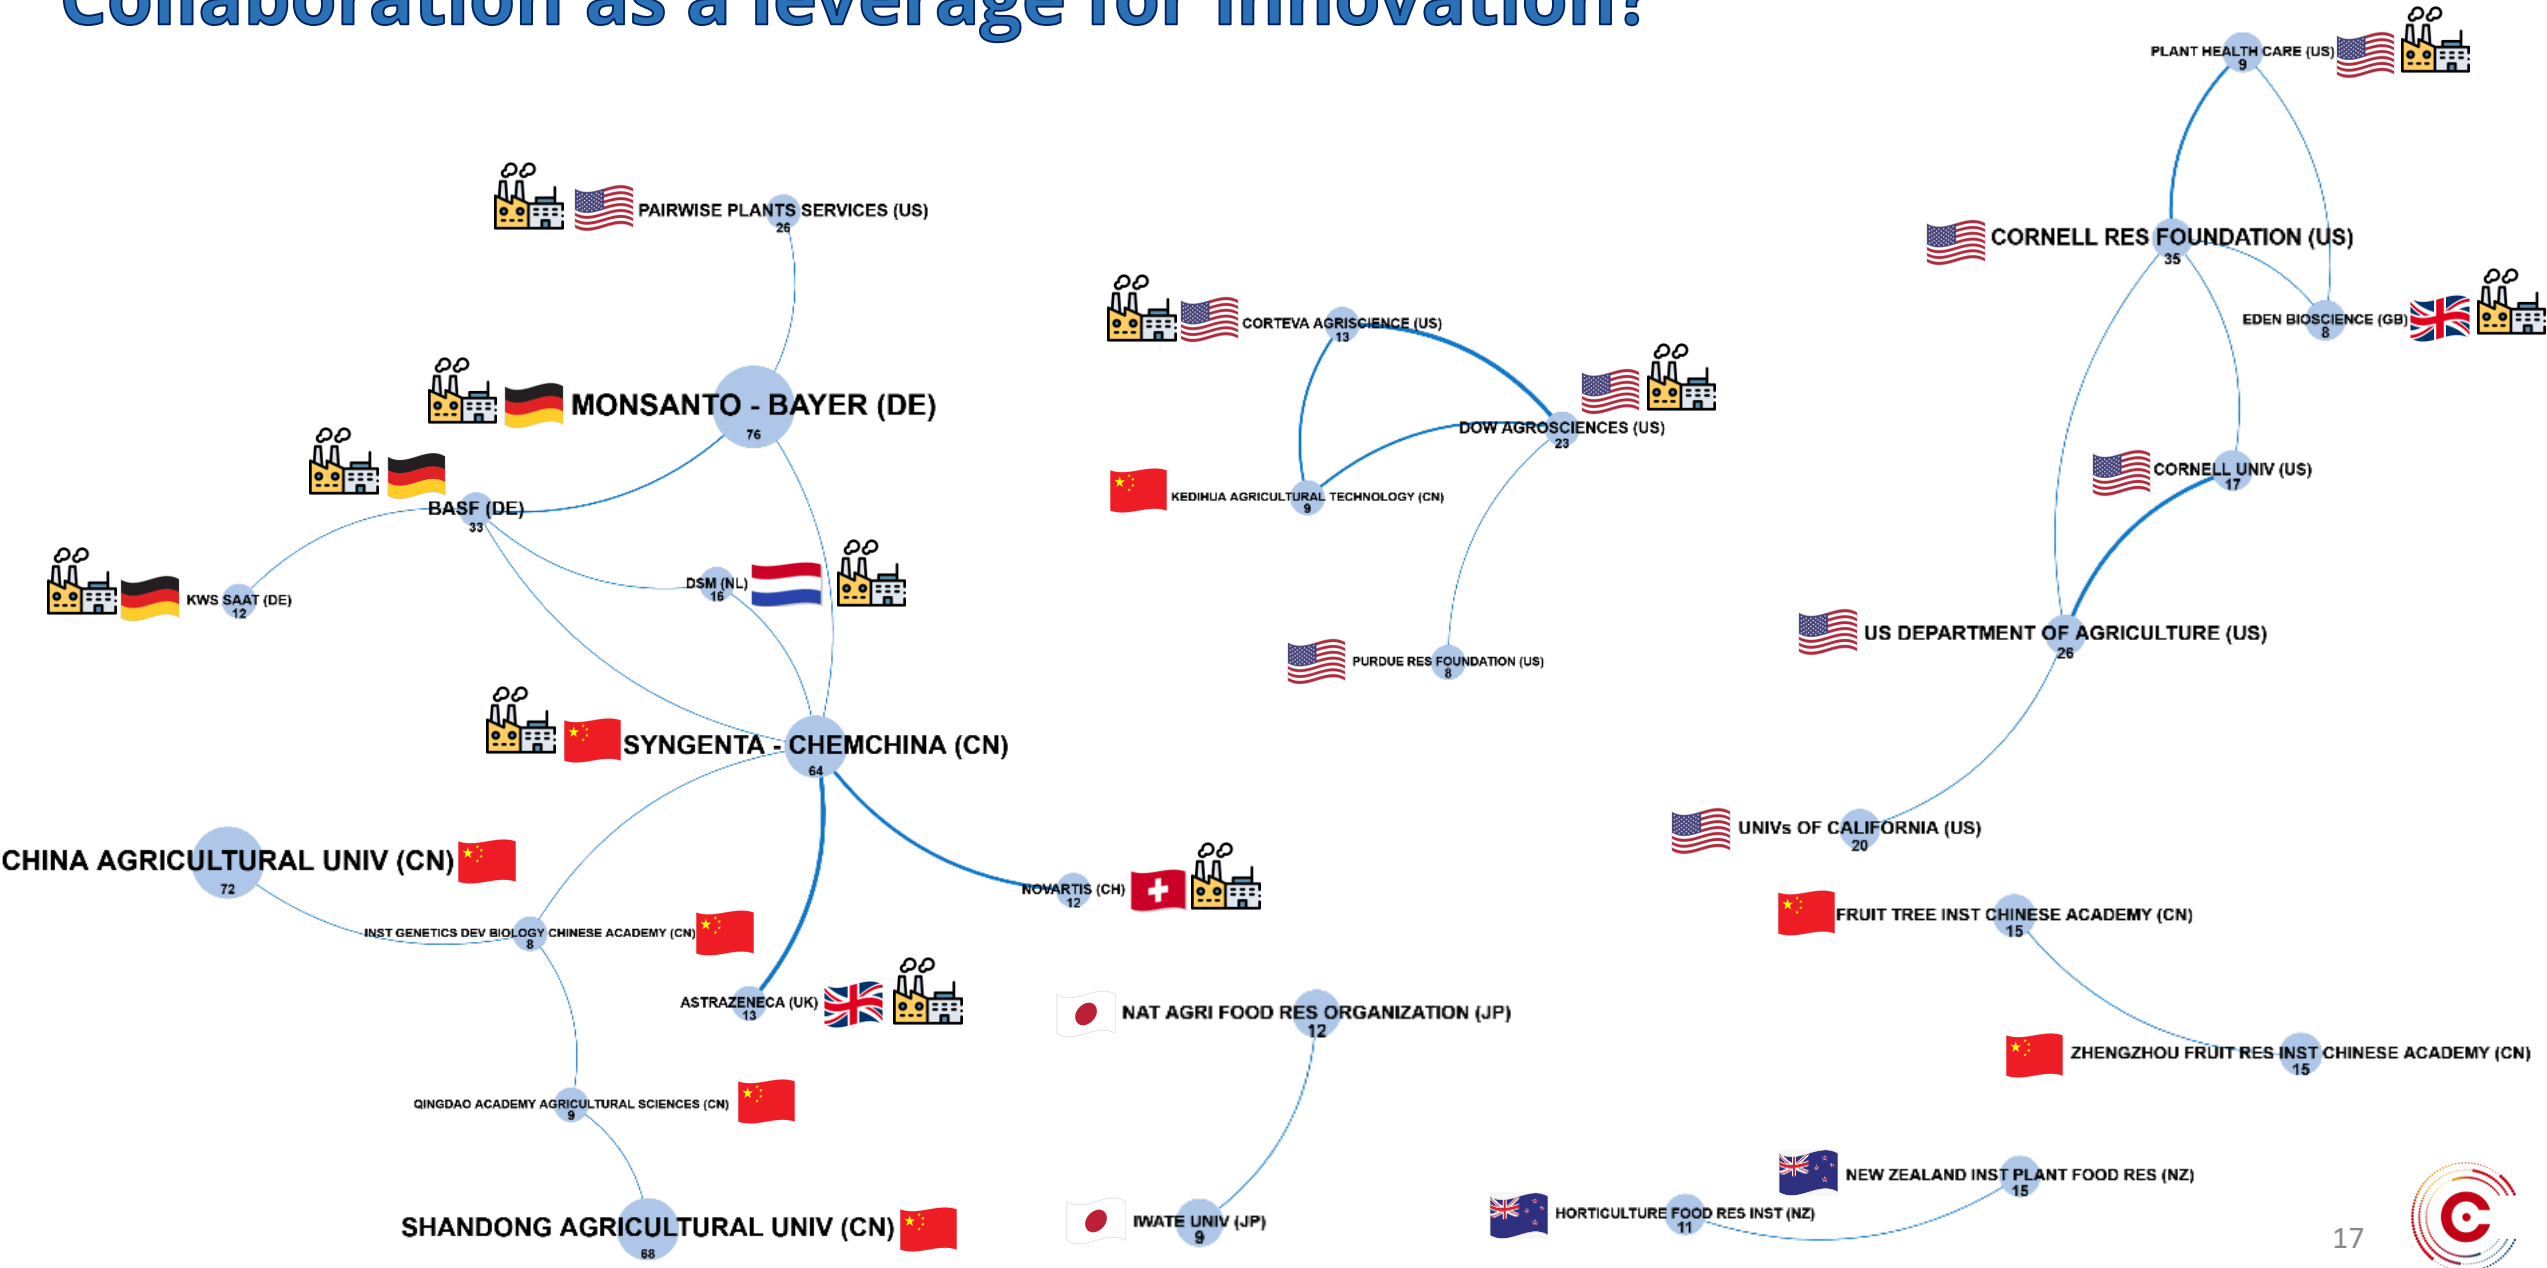 Collaboration as a leverage for innovation?
PLANT HEALTH CARE (US)
9
PAIRWISE PLANTS SERVICES (US)
26
CORNELL RES FOUNDATION (US)
35
CORTEVA AGRISCIENCE (US)
13
EDEN BIOSCIENCE (GB)
8
MONSANTO - BAYER (DE)
76
DOW AGROSCIENCES (US)
23
CORNELL UNIV (US)
17
KEDIHUA AGRICULTURAL TECHNOLOGY (CN)
9
BASF (DE)
33
DSM (NL)
16
KWS SAAT (DE)
12
US DEPARTMENT OF AGRICULTURE (US)
26
PURDUE RES FOUNDATION (US)
8
SYNGENTA - CHEMCHINA (CN)
64
UNIVs OF CALIFORNIA (US)
20
CHINA AGRICULTURAL UNIV (CN)
72
NOVARTIS (CH)
12
FRUIT TREE INST CHINESE ACADEMY (CN)
15
INST GENETICS DEV BIOLOGY CHINESE ACADEMY (CN)
8
ASTRAZENECA (UK)
13
NAT AGRI FOOD RES ORGANIZATION (JP)
12
ZHENGZHOU FRUIT RES INST CHINESE ACADEMY (CN)
15
QINGDAO ACADEMY AGRICULTURAL SCIENCES (CN)
9
NEW ZEALAND INST PLANT FOOD RES (NZ)
15
HORTICULTURE FOOD RES INST (NZ)
11
IWATE UNIV (JP)
9
SHANDONG AGRICULTURAL UNIV (CN)
68
17